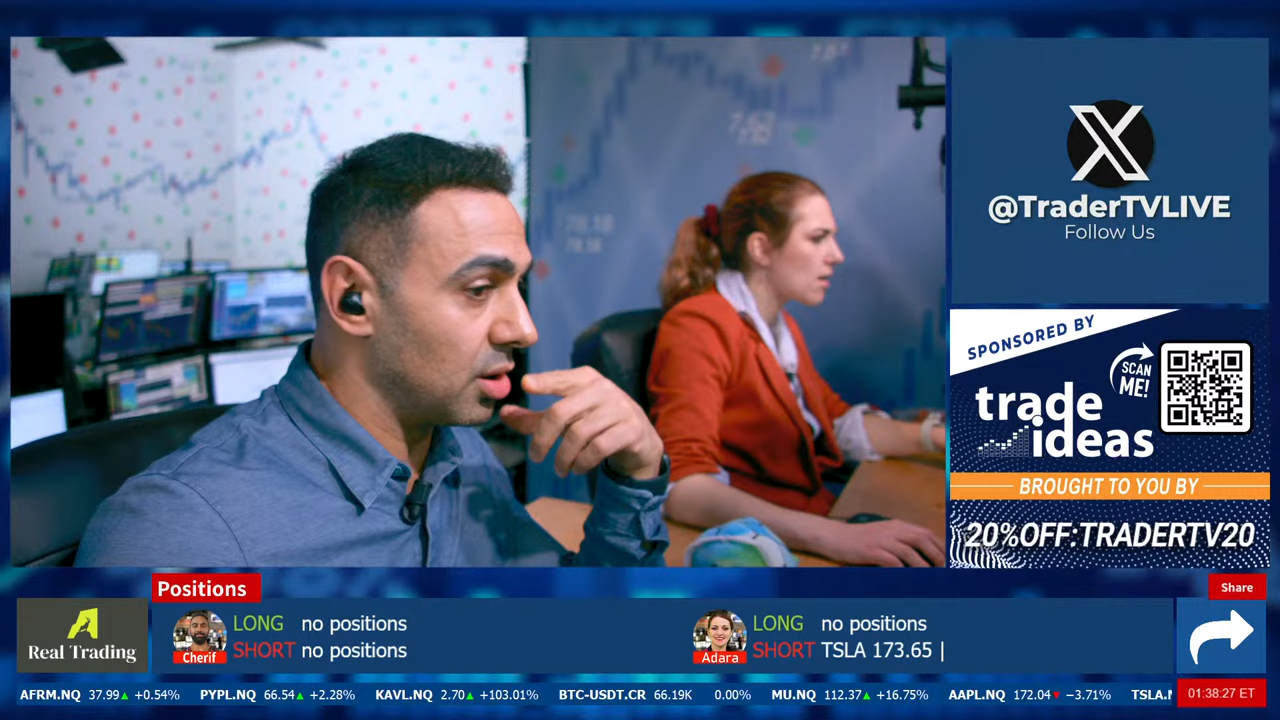 @TraderTVLIVE
Follow Us
SPONSORED BY
SCAN
ME!
trade
ideas
BROUGHT TO YOU BY
20%OFF:TRADERTV20
Positions
Share
Real Trading
Cherif
LONG no positions
SHORT no positions
Adara
LONG no positions
SHORT TSLA 173.65 |
AFRM.NQ 37.99▲ +0.54% PYPL.NQ 66.54▲ +2.28% KAVL.NQ 2.70▲ +103.01% BTC-USDT.CR 66.19K 0.00% MU.NQ 112.37▲ +16.75% AAPL.NQ 172.04▼ −3.71% TSLA.N
01:38:27 ET